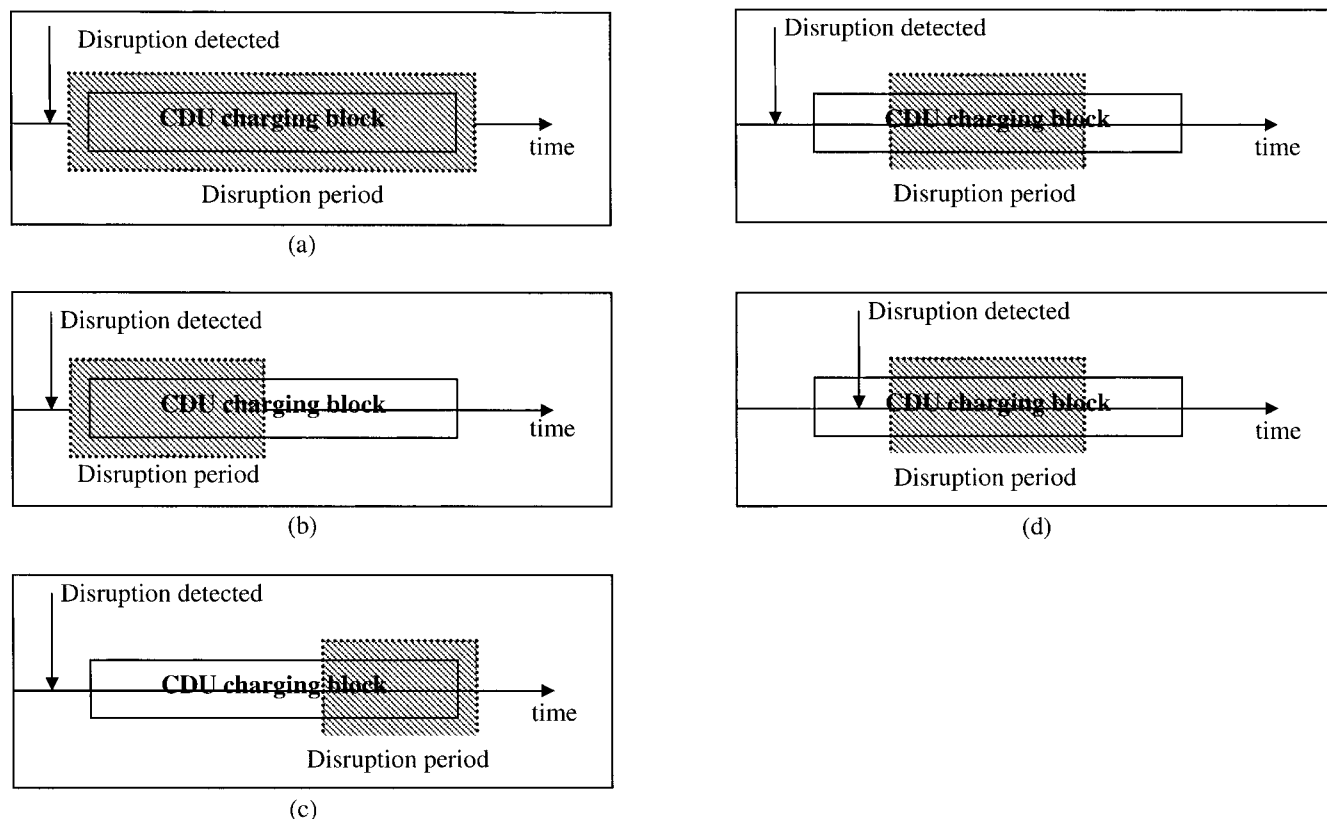 Disruption detected
CDU charging block
time
Disruption period
(a)
Disruption detected
CDU charging block
time
Disruption period
(b)
Disruption detected
CDU charging block
time
Disruption period
(c)
Disruption detected
CDU charging block
time
Disruption period
Disruption detected
CDU charging block
time
Disruption period
(d)